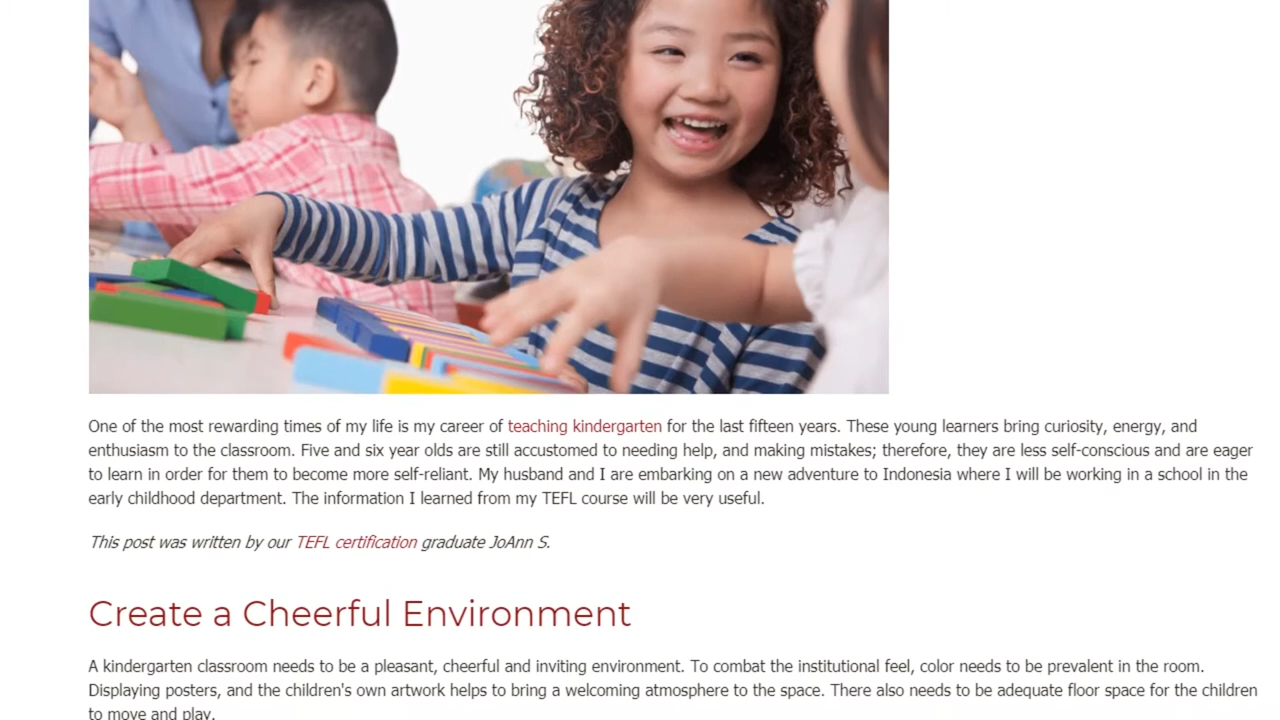 One of the most rewarding times of my life is my career of teaching kindergarten for the last fifteen years. These young learners bring curiosity, energy, and
enthusiasm to the classroom. Five and six year olds are still accustomed to needing help, and making mistakes; therefore, they are less self-conscious and are eager
to learn in order for them to become more self-reliant. My husband and I are embarking on a new adventure to Indonesia where I will be working in a school in the
early childhood department. The information I learned from my TEFL course will be very useful.
This post was written by our TEFL certification graduate JoAnn S.
Create a Cheerful Environment
A kindergarten classroom needs to be a pleasant, cheerful and inviting environment. To combat the institutional feel, color needs to be prevalent in the room.
Displaying posters, and the children's own artwork helps to bring a welcoming atmosphere to the space. There also needs to be adequate floor space for the children
to move and play.